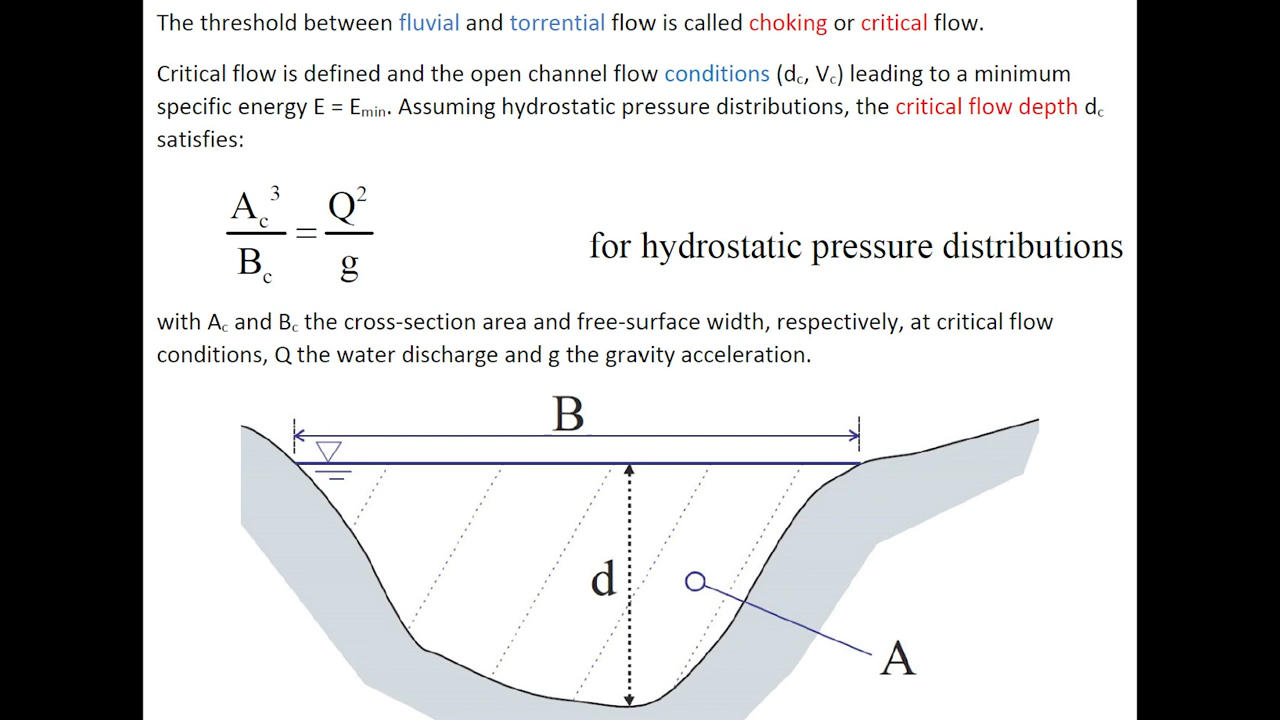 The threshold between fluvial and torrential flow is called choking or critical flow.
Critical flow is defined and the open channel flow conditions (dc, Vc) leading to a minimum
specific energy E = Emin. Assuming hydrostatic pressure distributions, the critical flow depth dc
satisfies:
Ac³ / Bc = Q² / g
for hydrostatic pressure distributions
with Ac and Bc the cross-section area and free-surface width, respectively, at critical flow
conditions, Q the water discharge and g the gravity acceleration.
B
d
A